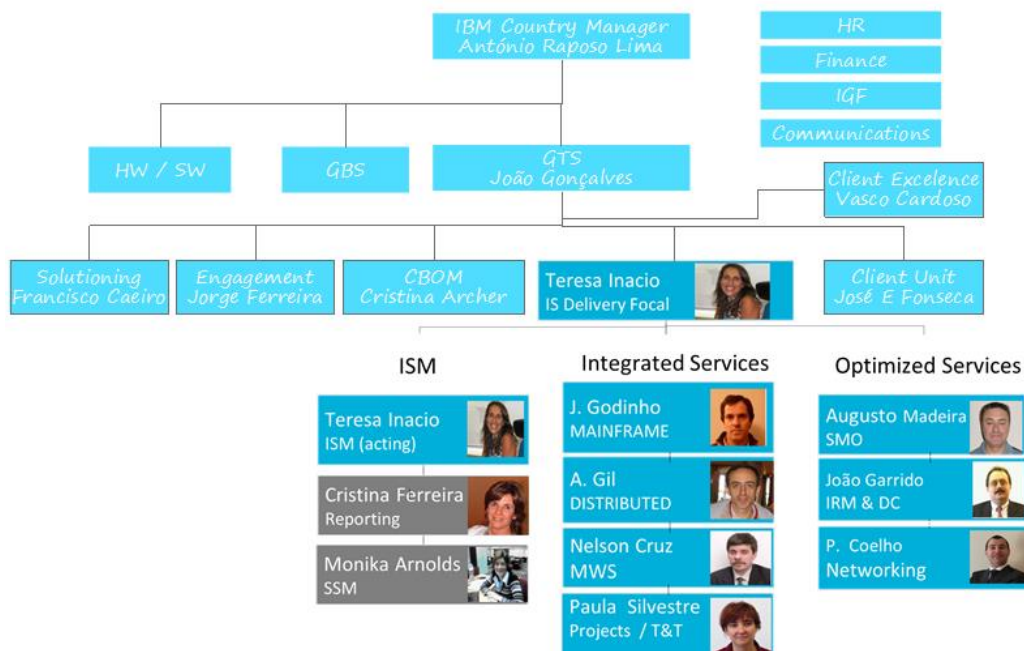 IBM Country Manager
António Raposo Lima
HR
Finance
IGF
Communications
HW / SW
GBS
GTS
João Gonçalves
Client Excelence
Vasco Cardoso
Solutioning
Francisco Caeiro
Engagement
Jorge Ferreira
CBOM
Cristina Archer
Teresa Inacio
IS Delivery Focal
Client Unit
José E Fonseca
ISM
Integrated Services
Optimized Services
Teresa Inacio
ISM (acting)
Cristina Ferreira
Reporting
Monika Arnolds
SSM
J. Godinho
MAINFRAME
A. Gil
DISTRIBUTED
Nelson Cruz
MWS
Paula Silvestre
Projects / T&T
Augusto Madeira
SMO
João Garrido
IRM & DC
P. Coelho
Networking